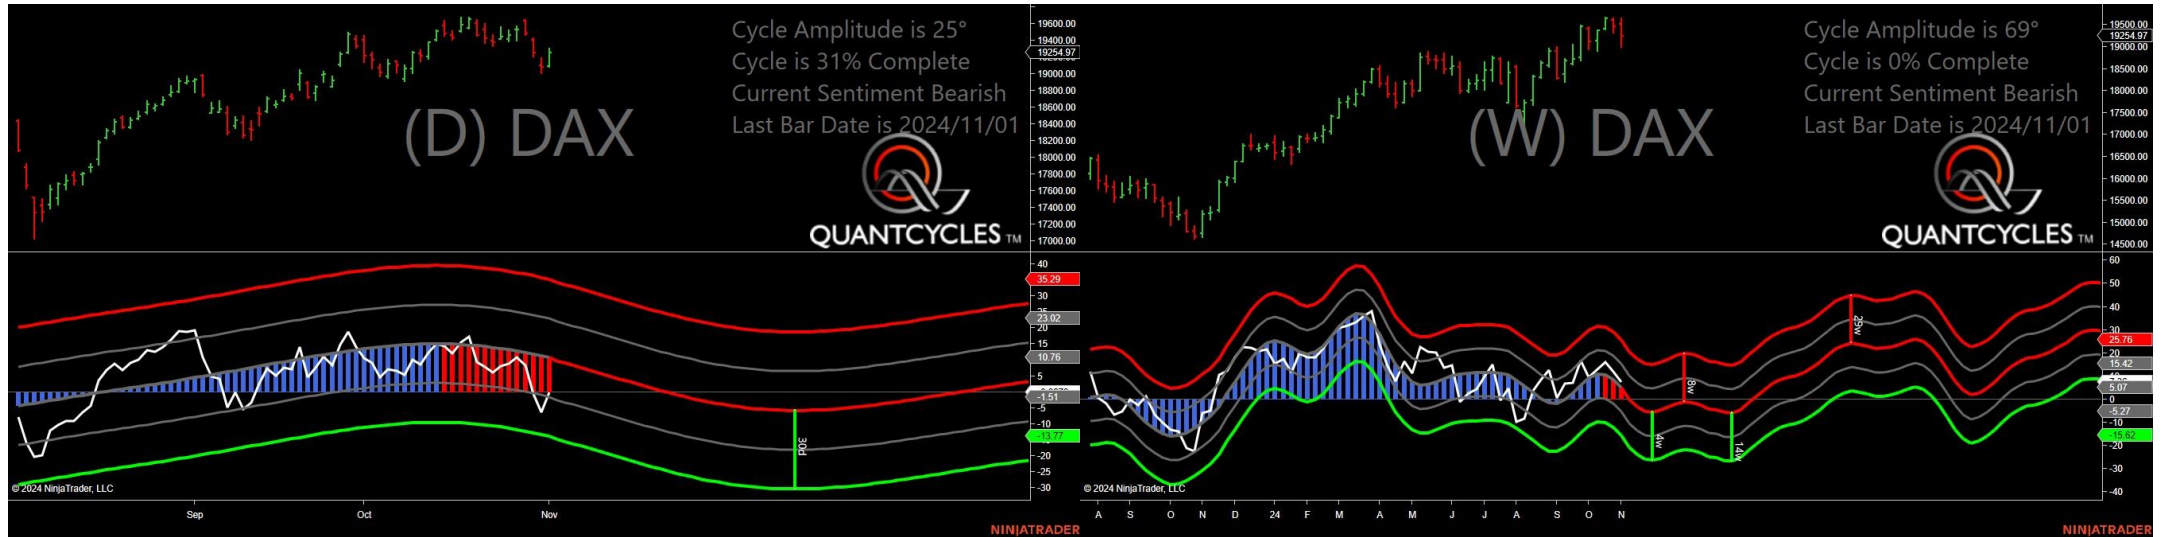 Cycle Amplitude is 25°
Cycle is 31% Complete
Current Sentiment Bearish
Last Bar Date is 2024/11/01
(D) DAX
QUANTCYCLES TM
19600.00
19400.00
19254.97
19000.00
18800.00
18600.00
18400.00
18200.00
18000.00
17800.00
17600.00
17400.00
17200.00
17000.00
40
35.29
30
23.02
20
15
10.76
5
-1.51
-5
-10
-13.77
-20
-25
-30
30d
© 2024 NinjaTrader, LLC
Sep
Oct
Nov
NINJATRADER
Cycle Amplitude is 69°
Cycle is 0% Complete
Current Sentiment Bearish
Last Bar Date is 2024/11/01
(W) DAX
QUANTCYCLES TM
19500.00
19254.97
19000.00
18500.00
18000.00
17500.00
17000.00
16500.00
16000.00
15500.00
15000.00
14500.00
60
50
40
30
25.76
20
15.42
5.07
0
-5.27
-10
-15.62
-20
-30
-40
29w
8w
4w
14w
© 2024 NinjaTrader, LLC
A
S
O
N
D
24
F
M
A
M
J
J
A
S
O
N
NINJATRADER